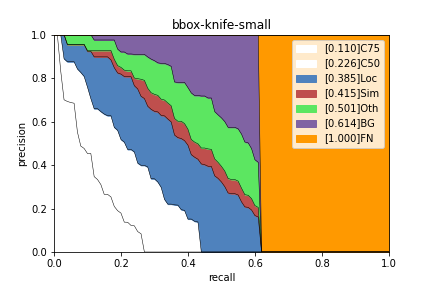 bbox-knife-small
1.0
0.8
0.6
0.4
0.2
0.0
precision
[0.110]C75
[0.226]C50
[0.385]Loc
[0.415]Sim
[0.501]Oth
[0.614]BG
[1.000]FN
0.0 0.2 0.4 0.6 0.8 1.0
recall